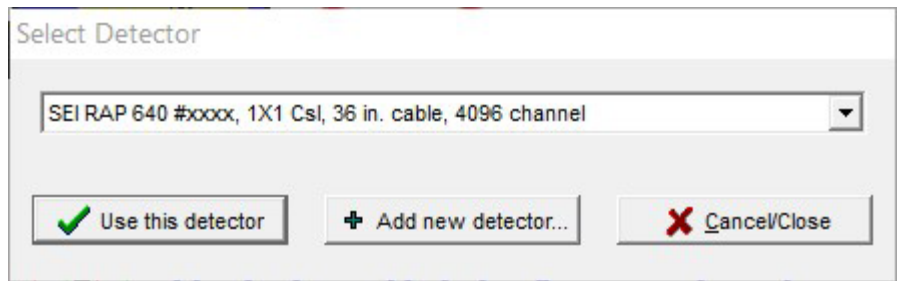 Select Detector
SEI RAP 640 #xxxx, 1X1 CsI, 36 in. cable, 4096 channel
Use this detector
Add new detector...
Cancel/Close